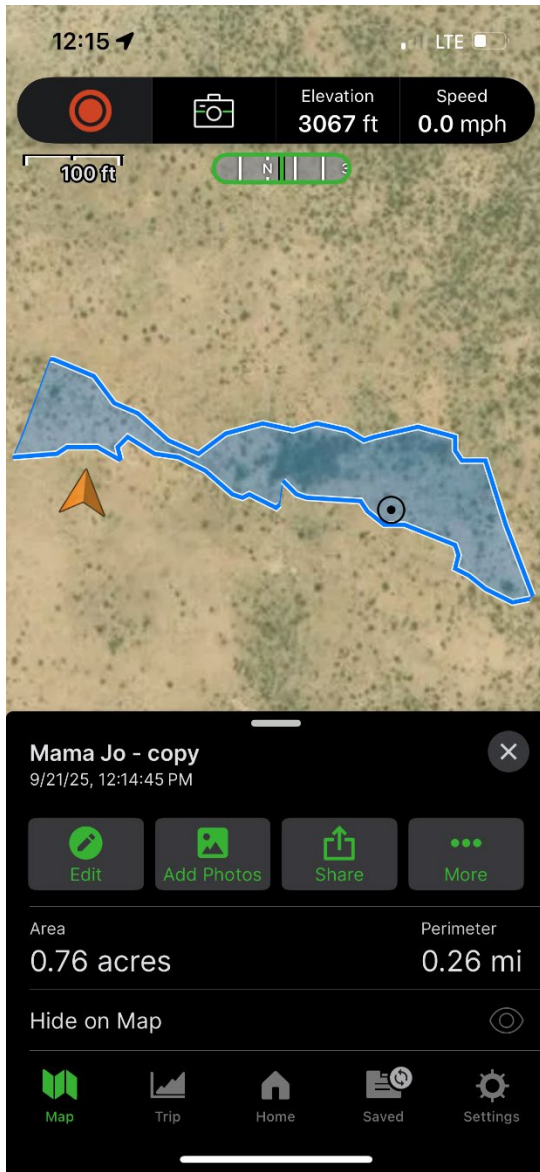 12:15 LTE
Elevation Speed
3067 ft 0.0 mph
100 ft
N 3
Mama Jo - copy
9/21/25, 12:14:45 PM
Edit Add Photos Share More
Area Perimeter
0.76 acres 0.26 mi
Hide on Map
Map Trip Home Saved Settings